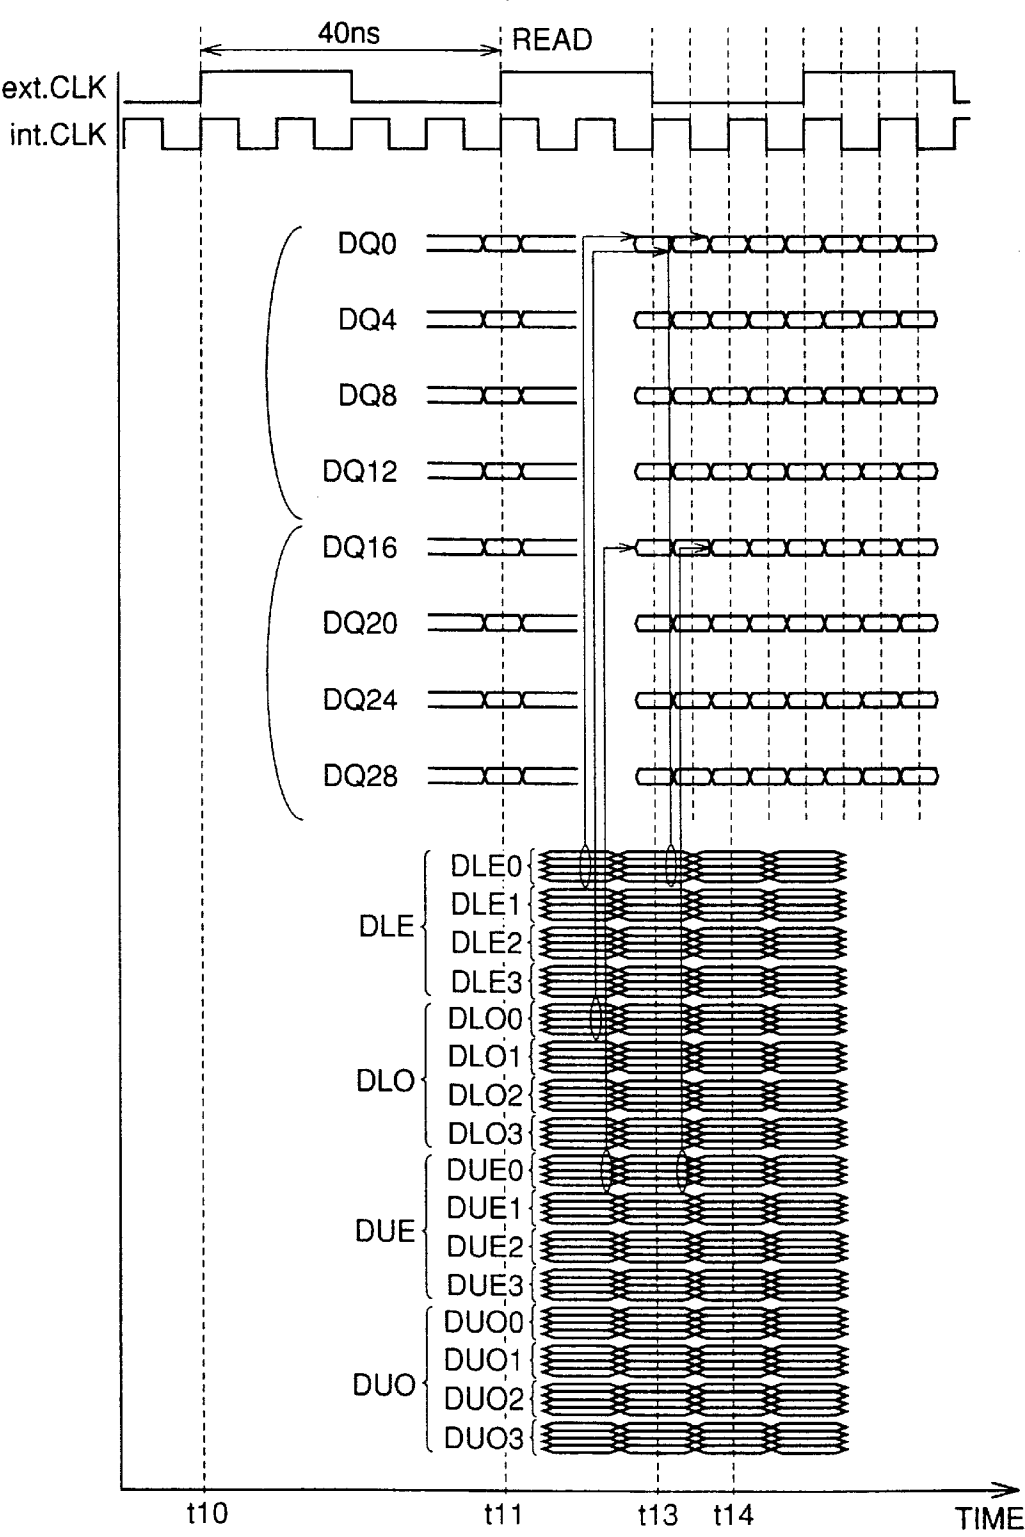 40ns READ
ext.CLK
int.CLK
DQ0
DQ4
DQ8
DQ12
DQ16
DQ20
DQ24
DQ28
DLE
DLE0
DLE1
DLE2
DLE3
DLO
DLO0
DLO1
DLO2
DLO3
DUE
DUE0
DUE1
DUE2
DUE3
DUO
DUO0
DUO1
DUO2
DUO3
t10 t11 t13 t14 TIME